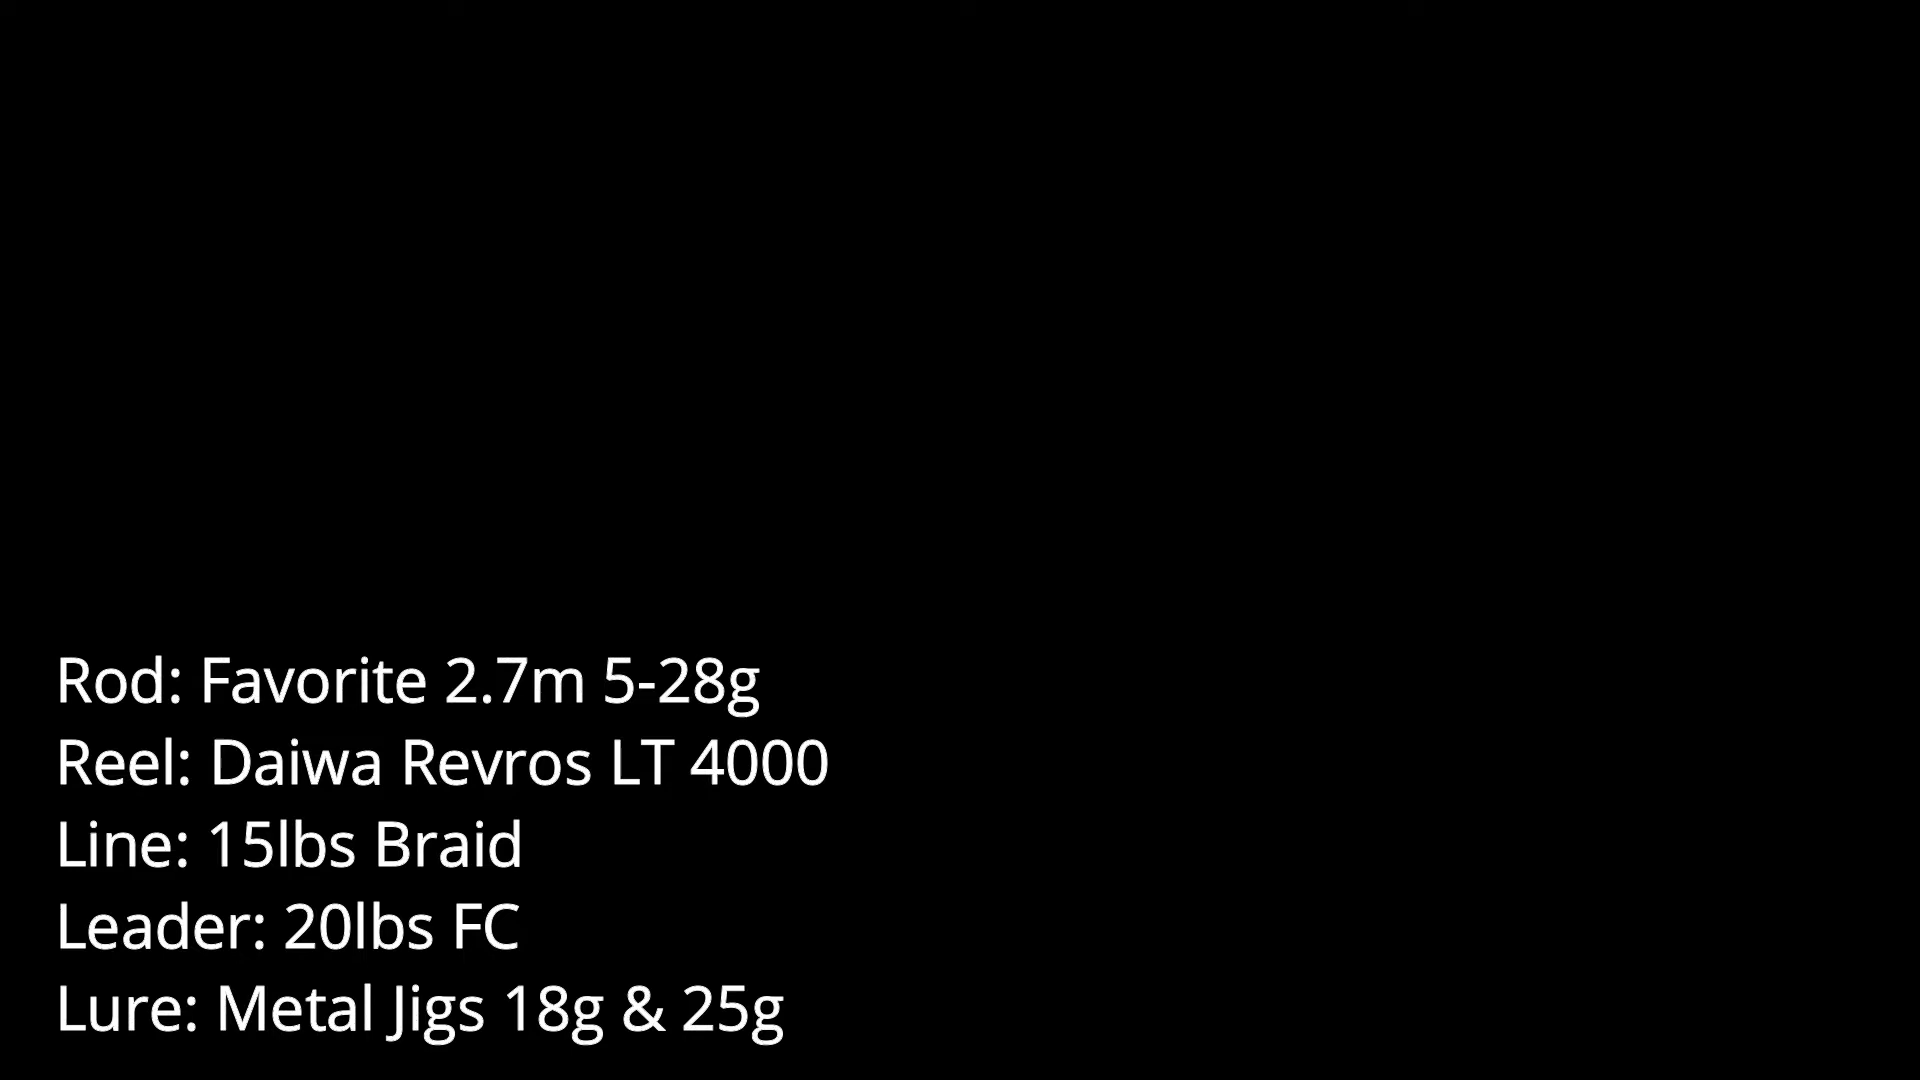 Rod: Favorite 2.7m 5-28g
Reel: Daiwa Revros LT 4000
Line: 15lbs Braid
Leader: 20lbs FC
Lure: Metal Jigs 18g & 25g